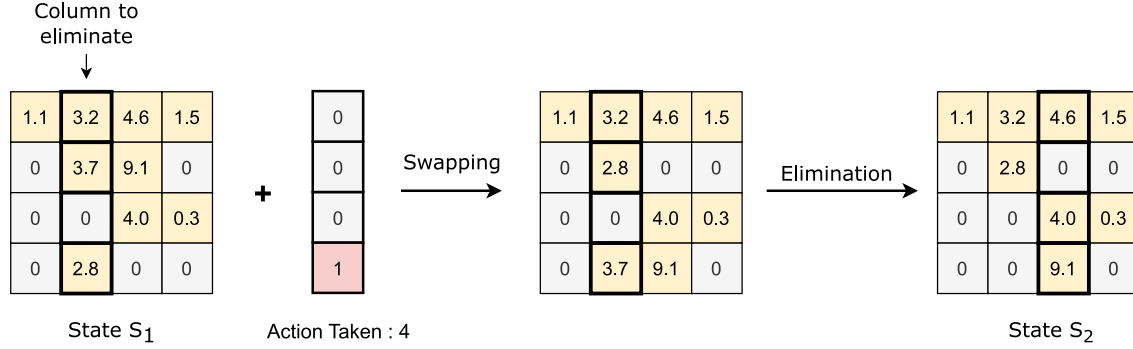 Column to
eliminate
1.1 3.2 4.6 1.5
0 3.7 9.1 0
0 0 4.0 0.3
0 2.8 0 0
State S1
+
0
0
0
1
Action Taken : 4
Swapping
1.1 3.2 4.6 1.5
0 2.8 0 0
0 0 4.0 0.3
0 3.7 9.1 0
Elimination
1.1 3.2 4.6 1.5
0 2.8 0 0
0 0 4.0 0.3
0 0 9.1 0
State S2